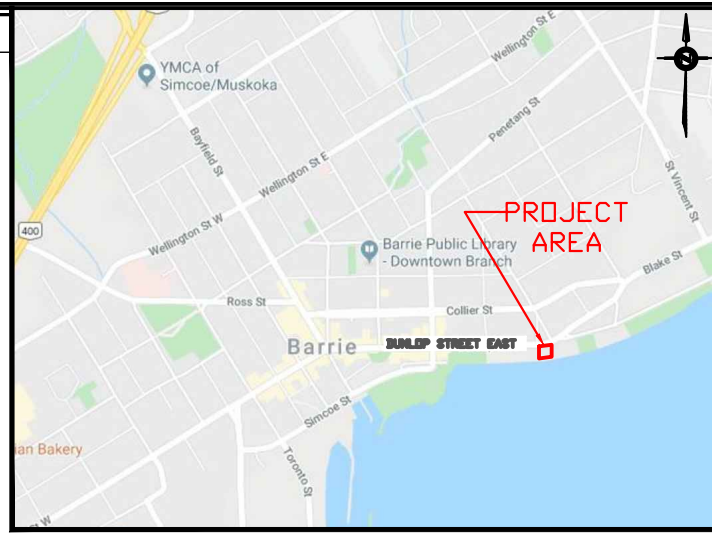 YMCA of
Simcoe/Muskoka
Wellington St E
N
Penetang St
Bayfield St
Wellington St E
St Vincent St
PROJECT
AREA
400
Wellington St W
Barrie Public Library
- Downtown Branch
Blake St
Ross St
Collier St
Barrie
DUNLOP STREET EAST
Simcoe St
ian Bakery
Toronto St
St W